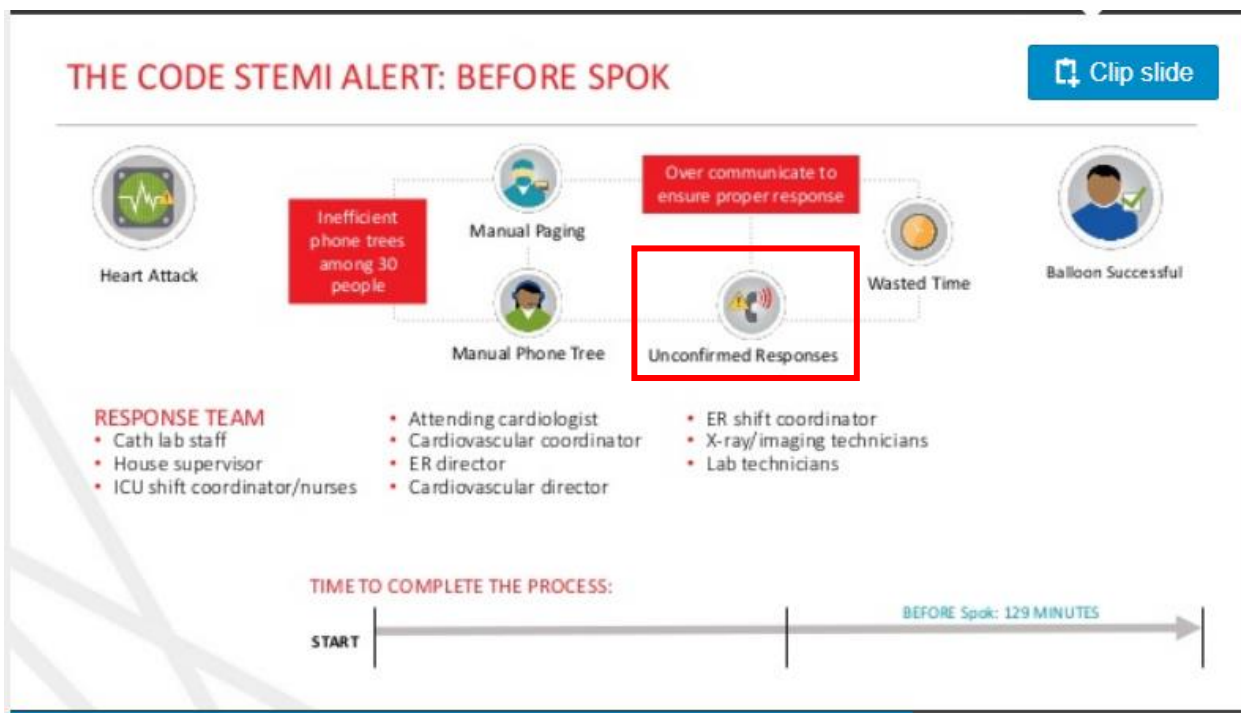 THE CODE STEMI ALERT: BEFORE SPOK
Clip slide
Heart Attack
Inefficient
phone trees
among 30
people
Manual Paging
Manual Phone Tree
Over communicate to
ensure proper response
Unconfirmed Responses
Wasted Time
Balloon Successful
RESPONSE TEAM
• Cath lab staff
• House supervisor
• ICU shift coordinator/nurses
• Attending cardiologist
• Cardiovascular coordinator
• ER director
• Cardiovascular director
• ER shift coordinator
• X-ray/imaging technicians
• Lab technicians
TIME TO COMPLETE THE PROCESS:
BEFORE Spok: 129 MINUTES
START